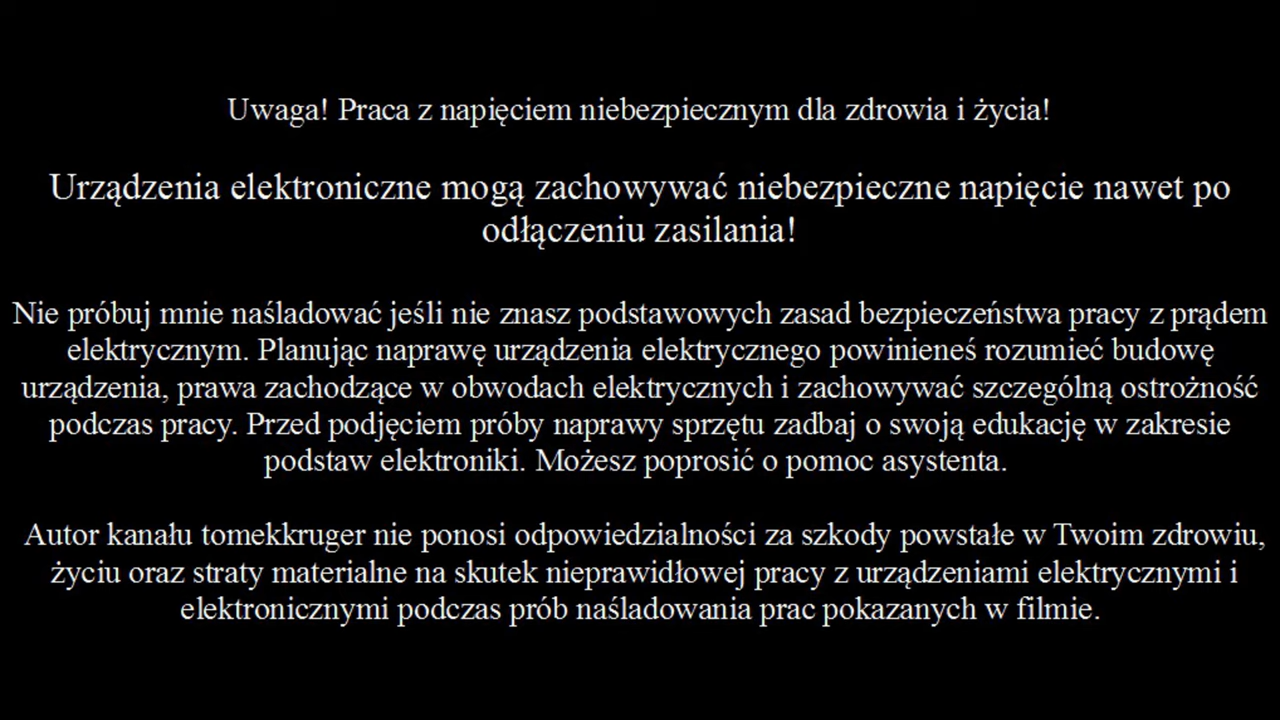 Uwaga! Praca z napięciem niebezpiecznym dla zdrowia i życia!
Urządzenia elektroniczne mogą zachowywać niebezpieczne napięcie nawet po
odłączeniu zasilania!
Nie próbuj mnie naśladować jeśli nie znasz podstawowych zasad bezpieczeństwa pracy z prądem
elektrycznym. Planując naprawę urządzenia elektrycznego powinieneś rozumieć budowę
urządzenia, prawa zachodzące w obwodach elektrycznych i zachowywać szczególną ostrożność
podczas pracy. Przed podjęciem próby naprawy sprzętu zadbaj o swoją edukację w zakresie
podstaw elektroniki. Możesz poprosić o pomoc asystenta.
Autor kanału tomekkruger nie ponosi odpowiedzialności za szkody powstałe w Twoim zdrowiu,
życiu oraz straty materialne na skutek nieprawidłowej pracy z urządzeniami elektrycznymi i
elektronicznymi podczas prób naśladowania prac pokazanych w filmie.